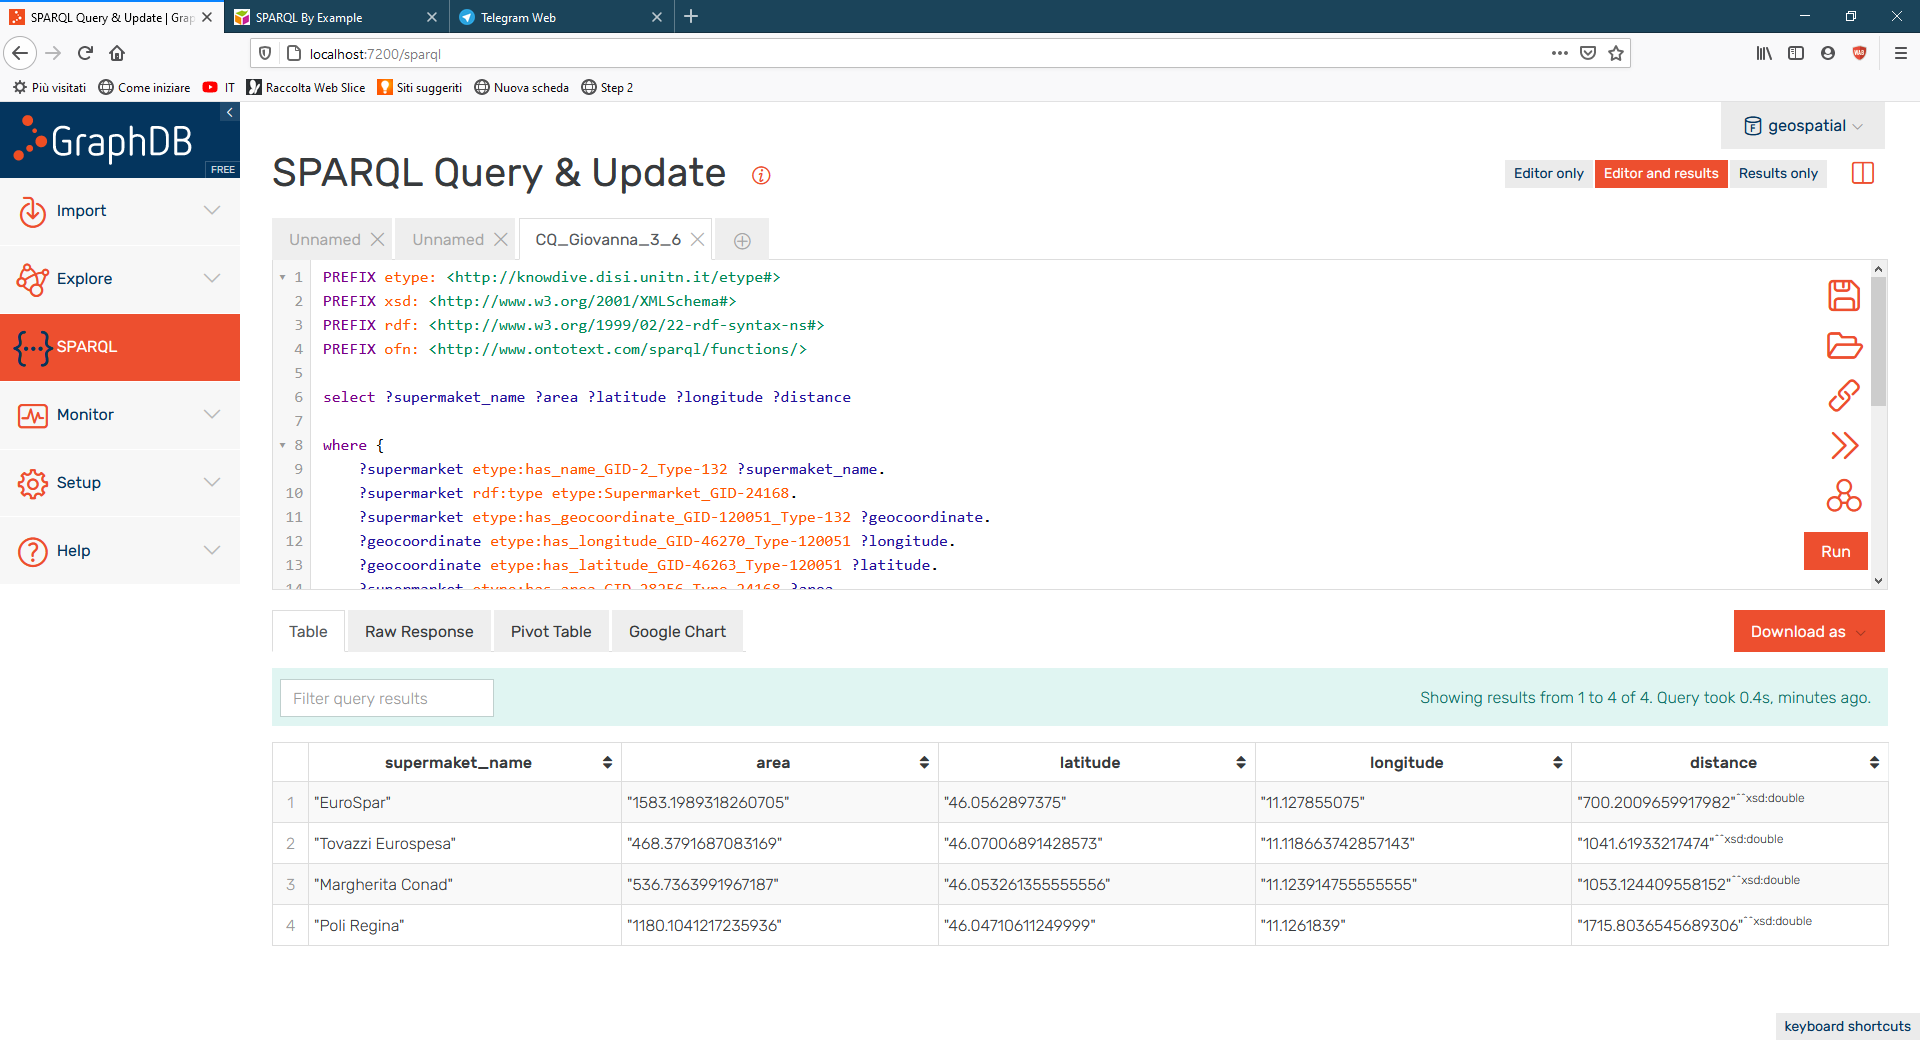 SPARQL Query & Update | Grap
SPARQL By Example
Telegram Web
localhost:7200/sparql
Più visitati
Come iniziare
IT
Raccolta Web Slice
Siti suggeriti
Nuova scheda
Step 2
GraphDB
FREE
geospatial
Import
Explore
SPARQL
Monitor
Setup
Help
SPARQL Query & Update
Editor only
Editor and results
Results only
Unnamed
Unnamed
CQ_Giovanna_3_6
1 PREFIX etype: <http://knowdive.disi.unitn.it/etype#>
2 PREFIX xsd: <http://www.w3.org/2001/XMLSchema#>
3 PREFIX rdf: <http://www.w3.org/1999/02/22-rdf-syntax-ns#>
4 PREFIX ofn: <http://www.ontotext.com/sparql/functions/>
5
6 select ?supermaket_name ?area ?latitude ?longitude ?distance
7
8 where {
9 ?supermarket etype:has_name_GID-2_Type-132 ?supermaket_name.
10 ?supermarket rdf:type etype:Supermarket_GID-24168.
11 ?supermarket etype:has_geocoordinate_GID-120051_Type-132 ?geocoordinate.
12 ?geocoordinate etype:has_longitude_GID-46270_Type-120051 ?longitude.
13 ?geocoordinate etype:has_latitude_GID-46263_Type-120051 ?latitude.
14 ?supermarket etype:has_area_GID-28256_Type-24168 ?area
Run
Table
Raw Response
Pivot Table
Google Chart
Download as
Filter query results
Showing results from 1 to 4 of 4. Query took 0.4s, minutes ago.
supermaket_name area latitude longitude distance
1 "EuroSpar" "1583.1989318260705" "46.0562897375" "11.127855075" "700.2009659917982"^^xsd:double
2 "Tovazzi Eurospesa" "468.3791687083169" "46.07006891428573" "11.118663742857143" "1041.61933217474"^^xsd:double
3 "Margherita Conad" "536.7363991967187" "46.053261355555556" "11.123914755555555" "1053.124409558152"^^xsd:double
4 "Poli Regina" "1180.1041217235936" "46.04710611249999" "11.1261839" "1715.8036545689306"^^xsd:double
keyboard shortcuts